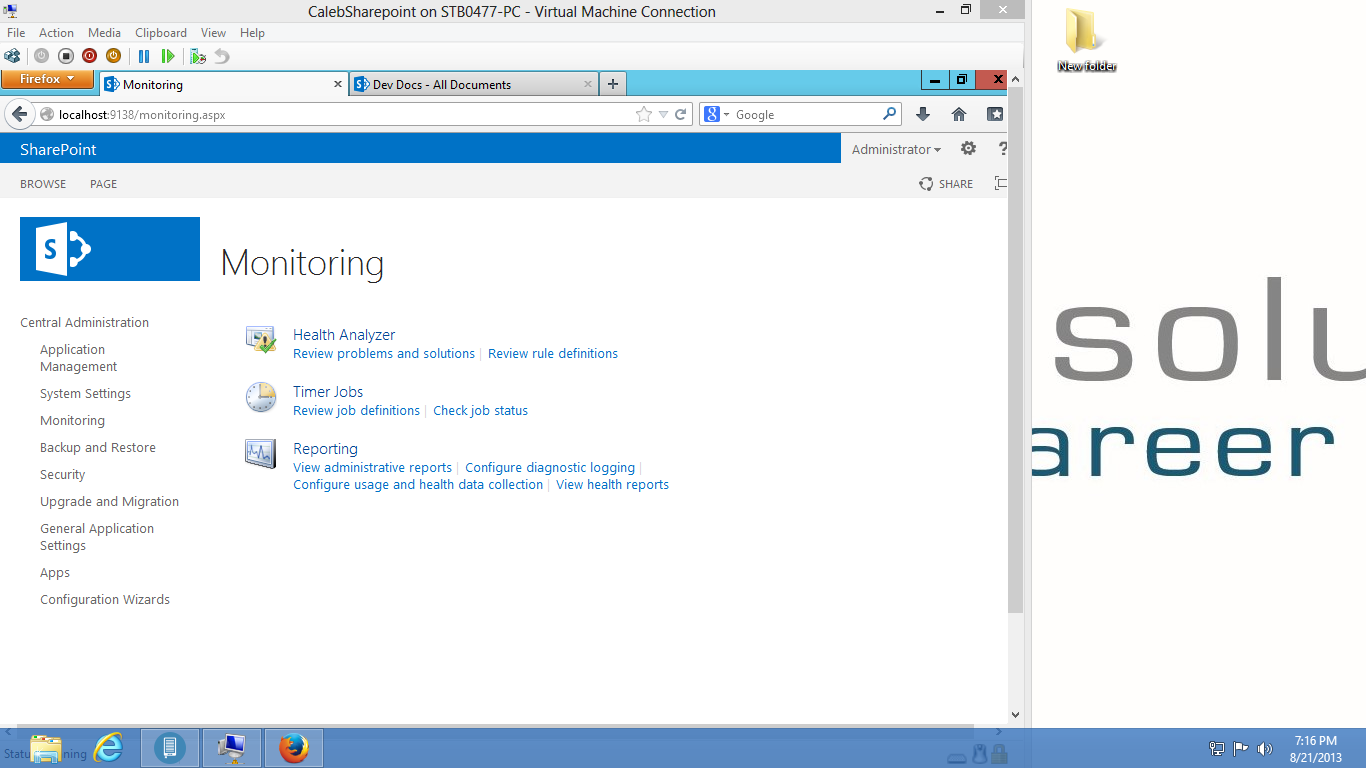 CalebSharepoint on STB0477-PC - Virtual Machine Connection
File Action Media Clipboard View Help
Firefox
Monitoring
Dev Docs - All Documents
localhost:9138/monitoring.aspx
Google
SharePoint
Administrator
BROWSE PAGE
SHARE
Monitoring
Central Administration
Application
Management
System Settings
Monitoring
Backup and Restore
Security
Upgrade and Migration
General Application
Settings
Apps
Configuration Wizards
Health Analyzer
Review problems and solutions | Review rule definitions
Timer Jobs
Review job definitions | Check job status
Reporting
View administrative reports | Configure diagnostic logging |
Configure usage and health data collection | View health reports
New folder
solu
areer
7:16 PM
8/21/2013